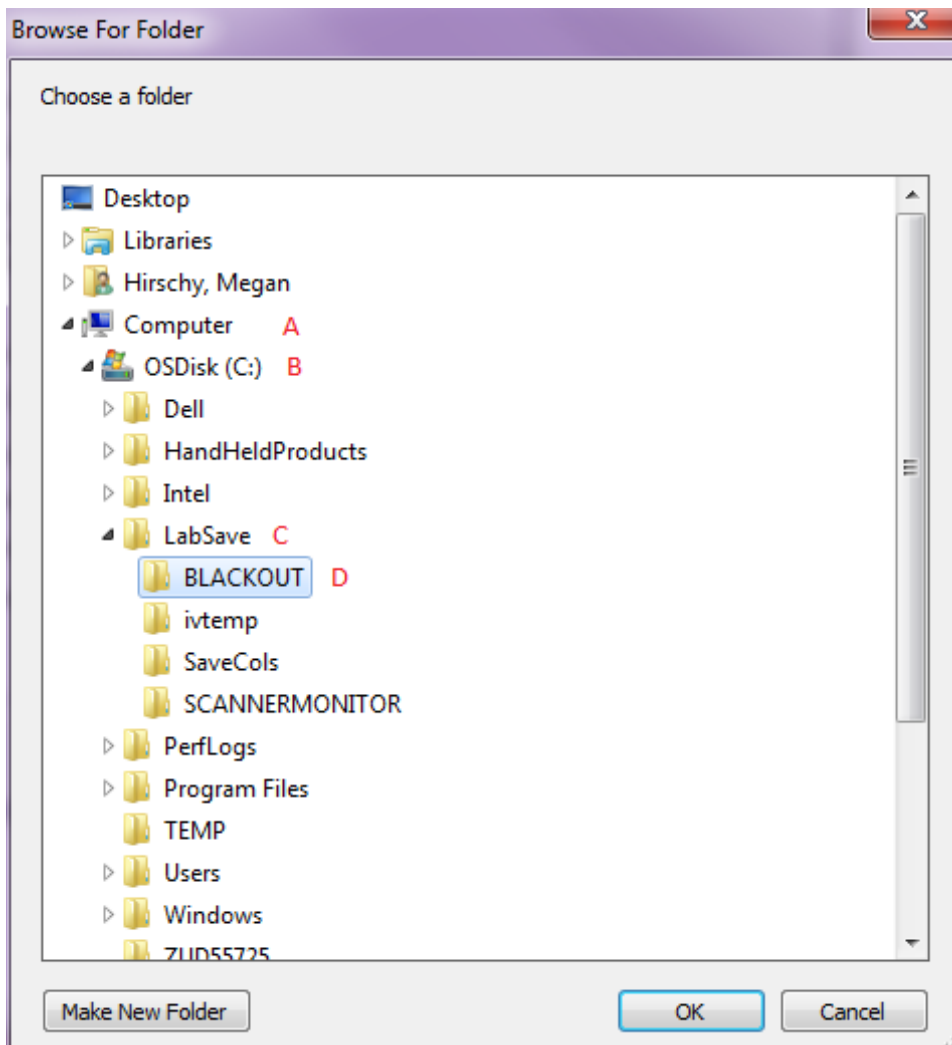 Browse For Folder
Choose a folder
Desktop
Libraries
Hirschy, Megan
Computer A
OSDisk (C:) B
Dell
HandHeldProducts
Intel
LabSave C
BLACKOUT D
ivtemp
SaveCols
SCANNERMONITOR
PerfLogs
Program Files
TEMP
Users
Windows
ZUD55725
Make New Folder OK Cancel